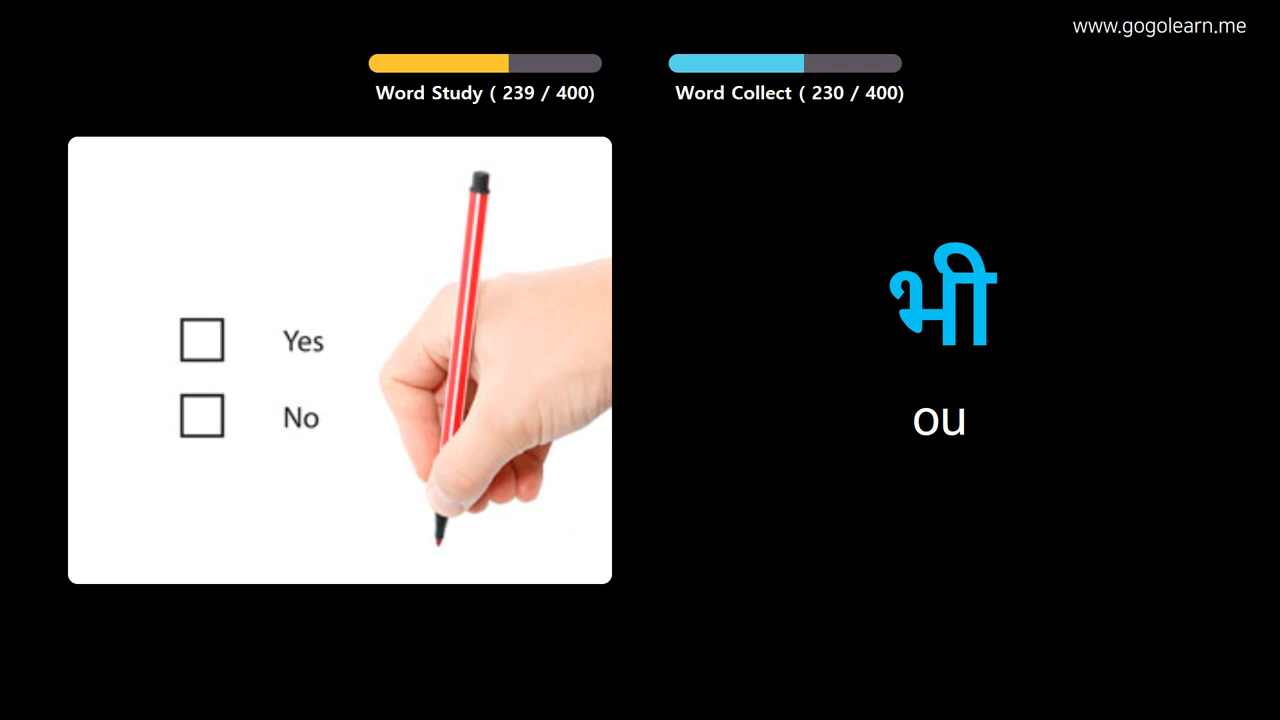 www.gogolearn.me
Word Study ( 239 / 400)
Word Collect ( 230 / 400)
Yes
No
भी
ou